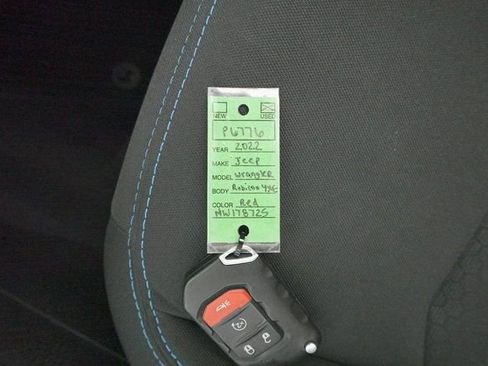 NEW USED
P6776
YEAR 2022
MAKE Jeep
MODEL WrangleR
BODY Rubicon 4xe
COLOR Red
NW178725